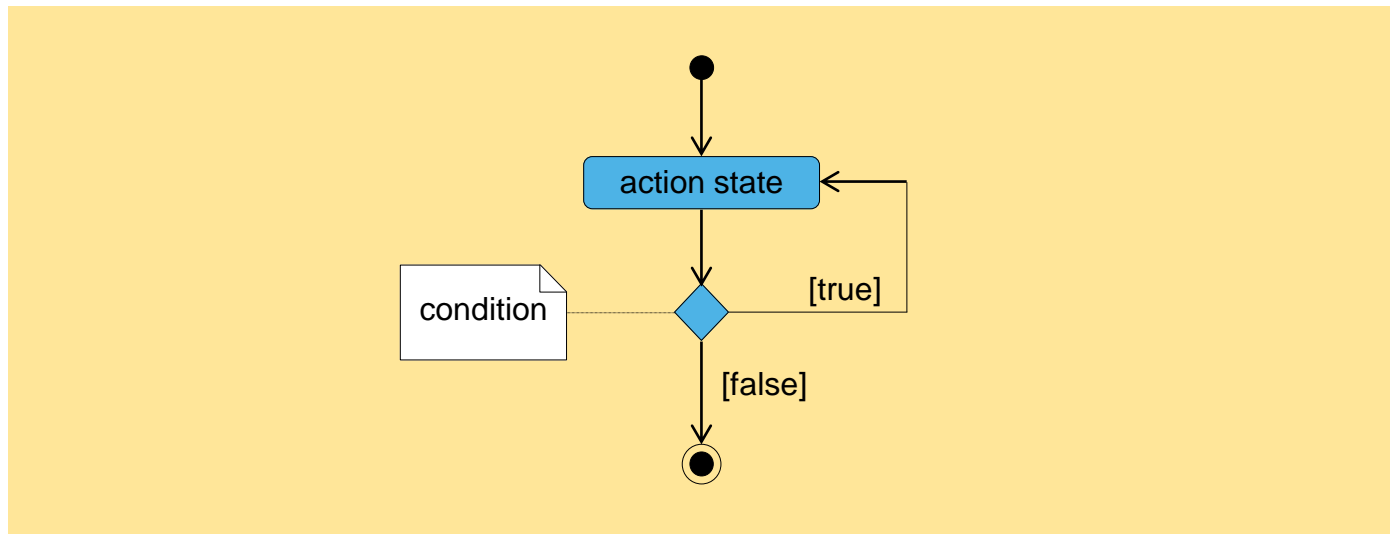 action state
[true]
condition
[false]